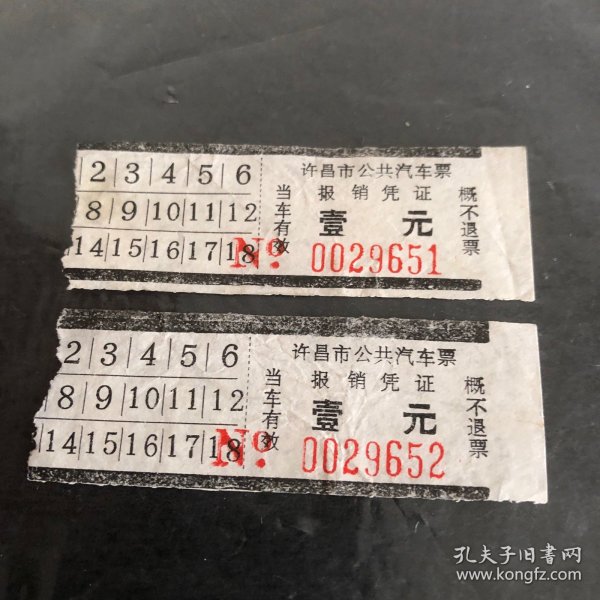 2 3 4 5 6
8 9 10 11 12
14 15 16 17 18
当车有效
许昌市公共汽车票
报销凭证
壹元
No. 0029651
概不退票
2 3 4 5 6
8 9 10 11 12
14 15 16 17 18
当车有效
许昌市公共汽车票
报销凭证
壹元
No. 0029652
概不退票
孔夫子旧书网
www.kongfz.com